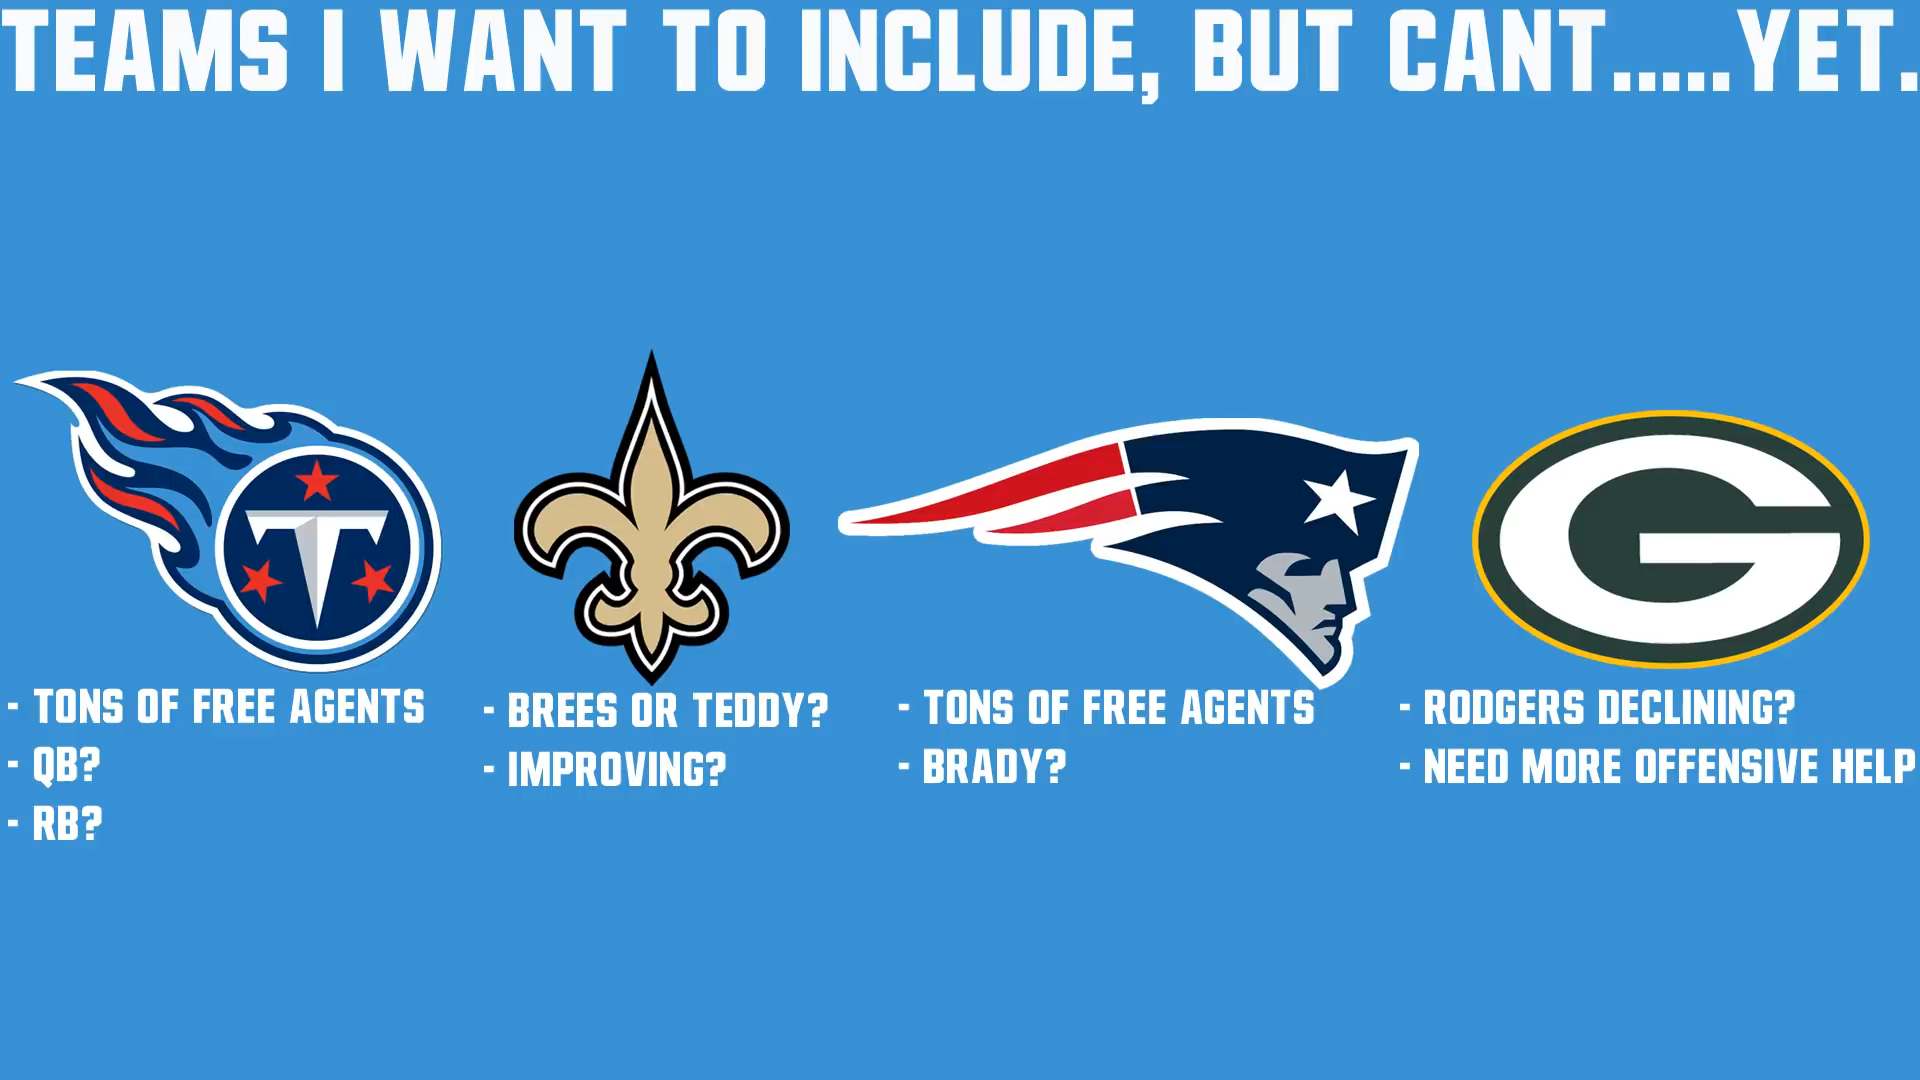 TEAMS I WANT TO INCLUDE, BUT CANT.....YET.
T
G
- TONS OF FREE AGENTS
- QB?
- RB?
- BREES OR TEDDY?
- IMPROVING?
- TONS OF FREE AGENTS
- BRADY?
- RODGERS DECLINING?
- NEED MORE OFFENSIVE HELP